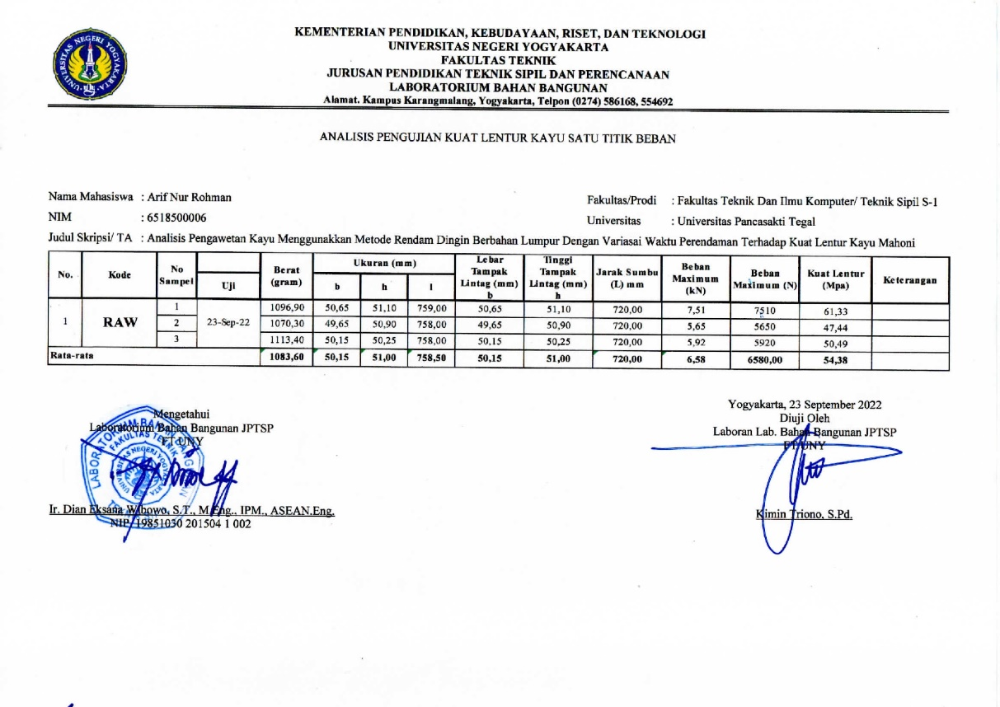 KEMENTERIAN PENDIDIKAN, KEBUDAYAAN, RISET, DAN TEKNOLOGI
UNIVERSITAS NEGERI YOGYAKARTA
FAKULTAS TEKNIK
JURUSAN PENDIDIKAN TEKNIK SIPIL DAN PERENCANAAN
LABORATORIUM BAHAN BANGUNAN
Alamat. Kampus Karangmalang, Yogyakarta, Telpon (0274) 586168, 554692
UNIVERSITAS NEGERI YOGYAKARTA
ANALISIS PENGUJIAN KUAT LENTUR KAYU SATU TITIK BEBAN
Nama Mahasiswa : Arif Nur Rohman
NIM : 6518500006
Fakultas/Prodi : Fakultas Teknik Dan Ilmu Komputer/ Teknik Sipil S-1
Universitas : Universitas Pancasakti Tegal
Judul Skripsi/ TA : Analisis Pengawetan Kayu Menggunakkan Metode Rendam Dingin Berbahan Lumpur Dengan Variasai Waktu Perendaman Terhadap Kuat Lentur Kayu Mahoni
No. Kode No Sampel Uji Berat (gram) Ukuran (mm) b h l Lebar Tampak Lintag (mm) b Tinggi Tampak Lintag (mm) h Jarak Sumbu (L) mm Beban Maximum (kN) Beban Maximum (N) Kuat Lentur (Mpa) Keterangan
1 RAW 23-Sep-22
1 1096,90 50,65 51,10 759,00 50,65 51,10 720,00 7,51 7510 61,33
2 1070,30 49,65 50,90 758,00 49,65 50,90 720,00 5,65 5650 47,44
3 1113,40 50,15 50,25 758,00 50,15 50,25 720,00 5,92 5920 50,49
Rata-rata 1083,60 50,15 51,00 758,50 50,15 51,00 720,00 6,58 6580,00 54,38
Mengetahui
Laboratorium Bahan Bangunan JPTSP
FT UNY
LABORATORIUM BAHAN BANGUNAN
FAKULTAS TEKNIK
UNIVERSITAS NEGERI YOGYAKARTA
Ir. Dian Eksana Wibowo, S.T., M.Eng., IPM., ASEAN.Eng.
NIP. 19851030 201504 1 002
Yogyakarta, 23 September 2022
Diuji Oleh
Laboran Lab. Bahan Bangunan JPTSP
FT UNY
Kimin Triono, S.Pd.